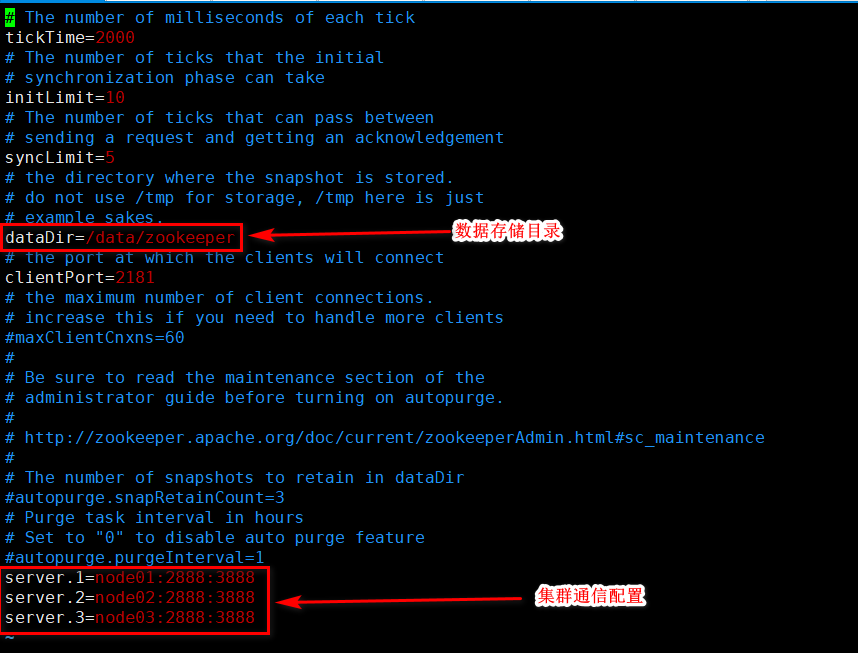 # The number of milliseconds of each tick
tickTime=2000
# The number of ticks that the initial
# synchronization phase can take
initLimit=10
# The number of ticks that can pass between
# sending a request and getting an acknowledgement
syncLimit=5
# the directory where the snapshot is stored.
# do not use /tmp for storage, /tmp here is just
# example sakes.
dataDir=/data/zookeeper
数据存储目录
# the port at which the clients will connect
clientPort=2181
# the maximum number of client connections.
# increase this if you need to handle more clients
#maxClientCnxns=60
#
# Be sure to read the maintenance section of the
# administrator guide before turning on autopurge.
#
# http://zookeeper.apache.org/doc/current/zookeeperAdmin.html#sc_maintenance
#
# The number of snapshots to retain in dataDir
#autopurge.snapRetainCount=3
# Purge task interval in hours
# Set to "0" to disable auto purge feature
#autopurge.purgeInterval=1
server.1=node01:2888:3888
server.2=node02:2888:3888
集群通信配置
server.3=node03:2888:3888
~